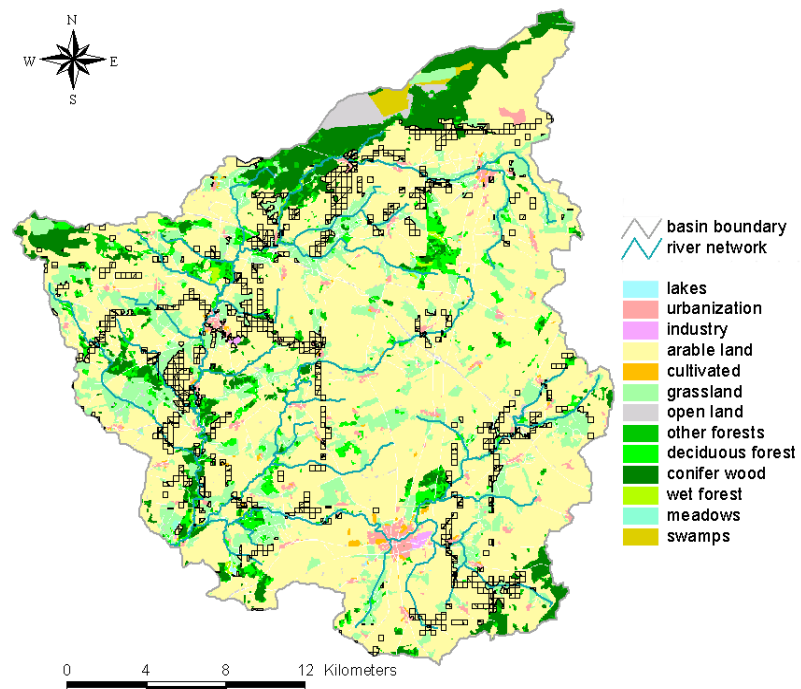 N
W E
S
basin boundary
river network
lakes
urbanization
industry
arable land
cultivated
grassland
open land
other forests
deciduous forest
conifer wood
wet forest
meadows
swamps
0 4 8 12 Kilometers